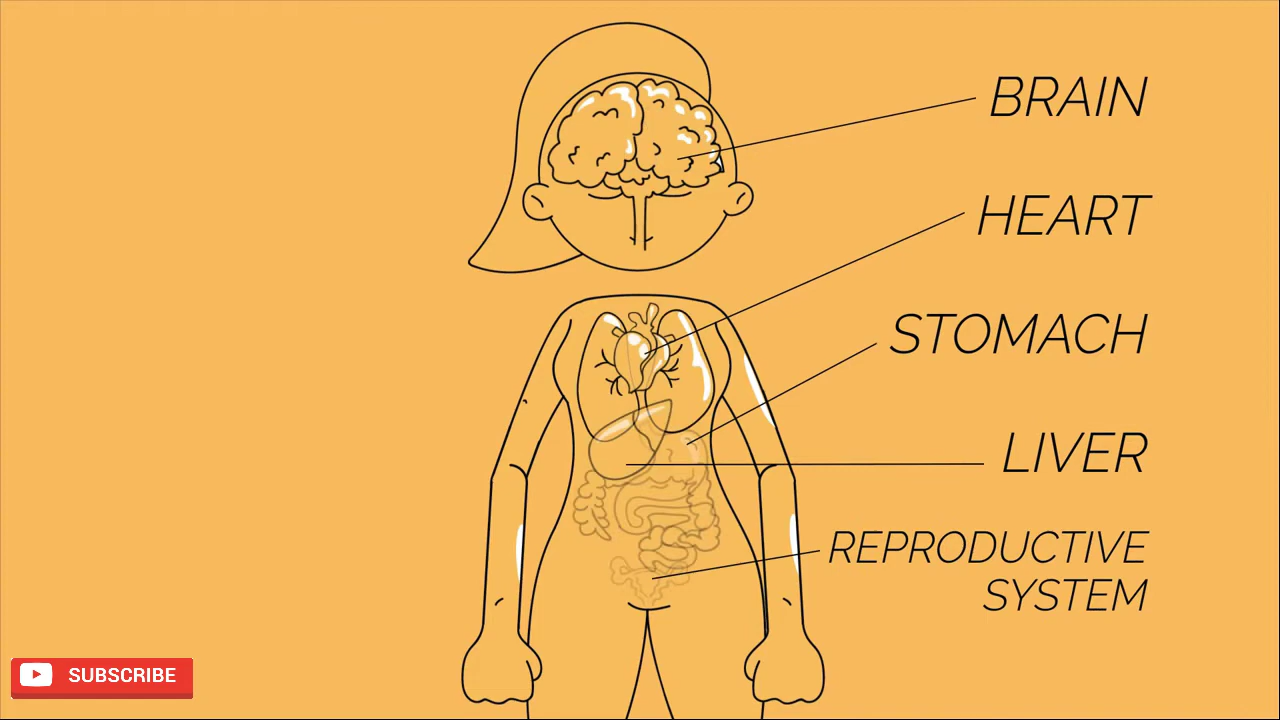 BRAIN
HEART
STOMACH
LIVER
REPRODUCTIVE
SYSTEM
SUBSCRIBE